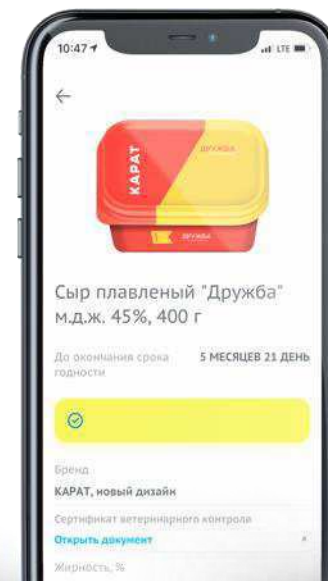 10:47
LTE
КАРАТ
ДРУЖБА
ДРУЖБА
Сыр плавленый "Дружба"
м.д.ж. 45%, 400 г
До окончания срока годности 5 МЕСЯЦЕВ 21 ДЕНЬ
Бренд
КАРАТ, новый дизайн
Сертификат ветеринарного контроля
Открыть документ
Жирность, %